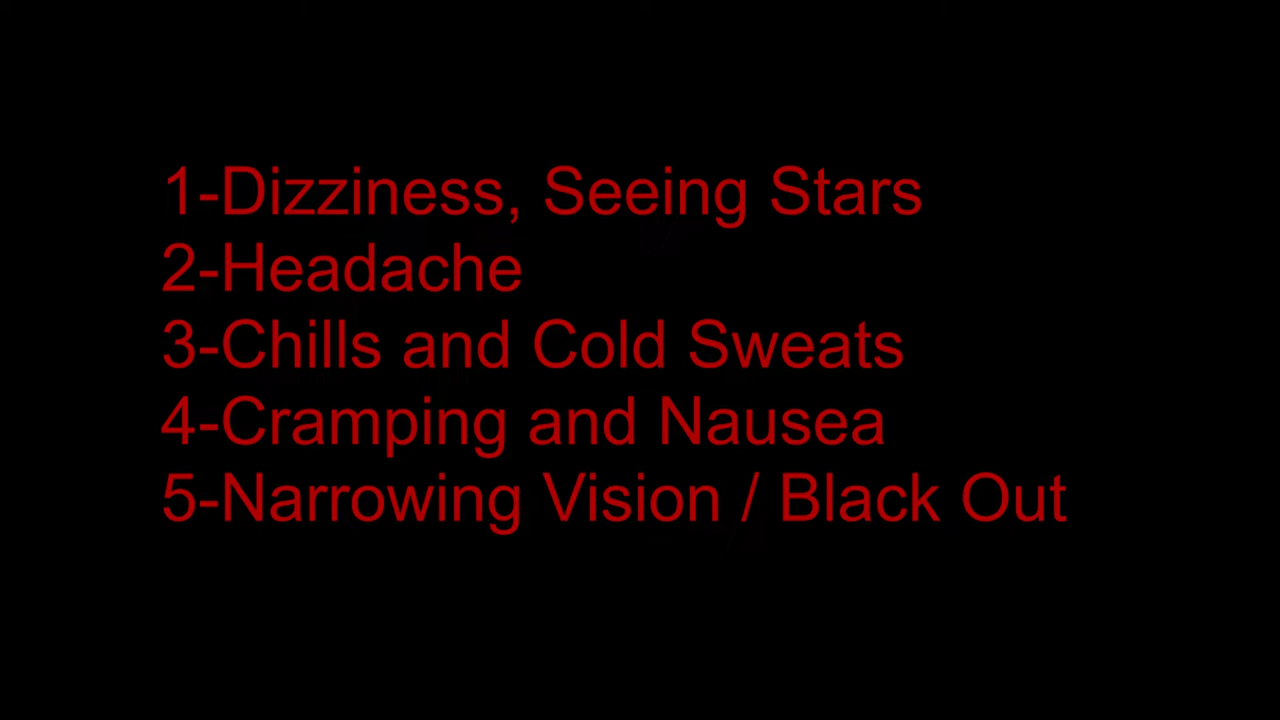 1-Dizziness, Seeing Stars
2-Headache
3-Chills and Cold Sweats
4-Cramping and Nausea
5-Narrowing Vision / Black Out